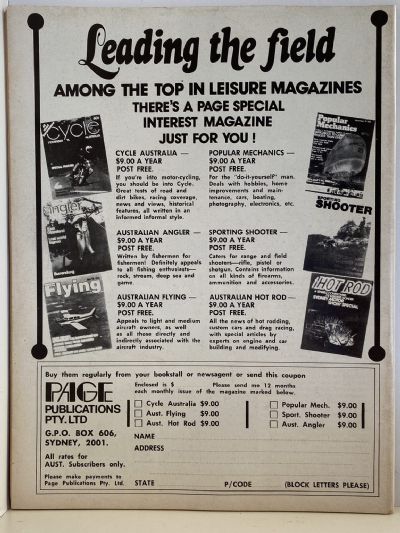 Leading the field
AMONG THE TOP IN LEISURE MAGAZINES
THERE'S A PAGE SPECIAL
INTEREST MAGAZINE
JUST FOR YOU !
cycle
CYCLE AUSTRALIA —
$9.00 A YEAR
POST FREE.
If you're into motor-cycling,
you should be into Cycle.
Great tests of road and
dirt bikes, racing coverage,
news and views, historical
features, all written in an
informed informal style.
POPULAR MECHANICS —
$9.00 A YEAR
POST FREE.
For the "do-it-yourself" man.
Deals with hobbies, home
improvements and main-
tenance, cars, boating,
photography, electronics, etc.
Popular
Mechanics
angler
AUSTRALIAN ANGLER —
$9.00 A YEAR
POST FREE.
Written by fishermen for
fishermen! Definitely appeals
to all fishing enthusiasts—
rock, stream, deep sea and
game.
SPORTING SHOOTER —
$9.00 A YEAR
POST FREE.
Caters for range and field
shooters—rifle, pistol or
shotgun. Contains information
on all kinds of firearms,
ammunition and accessories.
SHOOTER
Flying
AUSTRALIAN FLYING —
$9.00 A YEAR
POST FREE.
Appeals to light and medium
aircraft owners, as well
as all those directly and
indirectly associated with the
aircraft industry.
AUSTRALIAN HOT ROD —
$9.00 A YEAR
POST FREE.
All the news of hot rodding,
custom cars and drag racing,
with special articles by
experts on engine and car
building and modifying.
HOT ROD
Buy them regularly from your bookstall or newsagent or send this coupon
PAGE
PUBLICATIONS
PTY. LTD
G.P.O. BOX 606,
SYDNEY, 2001.
All rates for
AUST. Subscribers only.
Please make payments to
Page Publications Pty. Ltd.
Enclosed is $ Please send me 12 months
each monthly issue of the magazine marked below.
Cycle Australia $9.00
Aust. Flying $9.00
Aust. Hot Rod $9.00
Popular Mech. $9.00
Sport. Shooter $9.00
Aust. Angler $9.00
NAME
ADDRESS
STATE P/CODE (BLOCK LETTERS PLEASE)